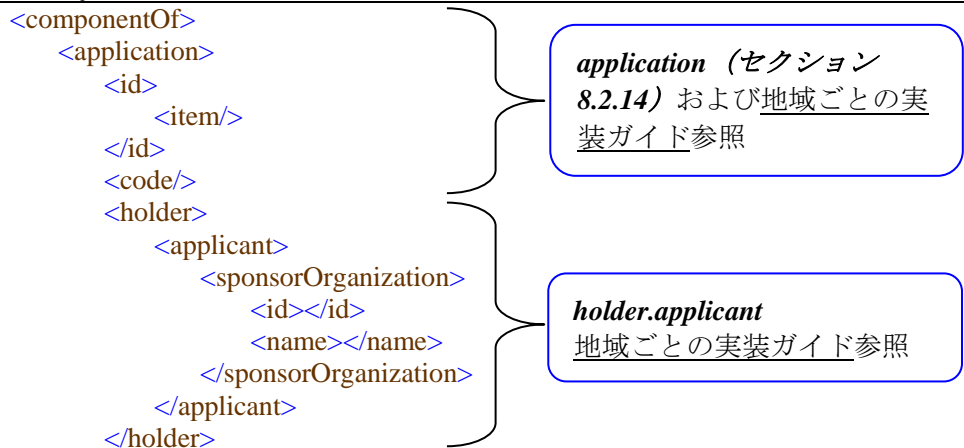 <componentOf>
<application>
<id>
<item/>
</id>
<code/>
<holder>
<applicant>
<sponsorOrganization>
<id></id>
<name></name>
</sponsorOrganization>
</applicant>
</holder>
application（セクション
8.2.14）および地域ごとの実
装ガイド参照
holder.applicant
地域ごとの実装ガイド参照